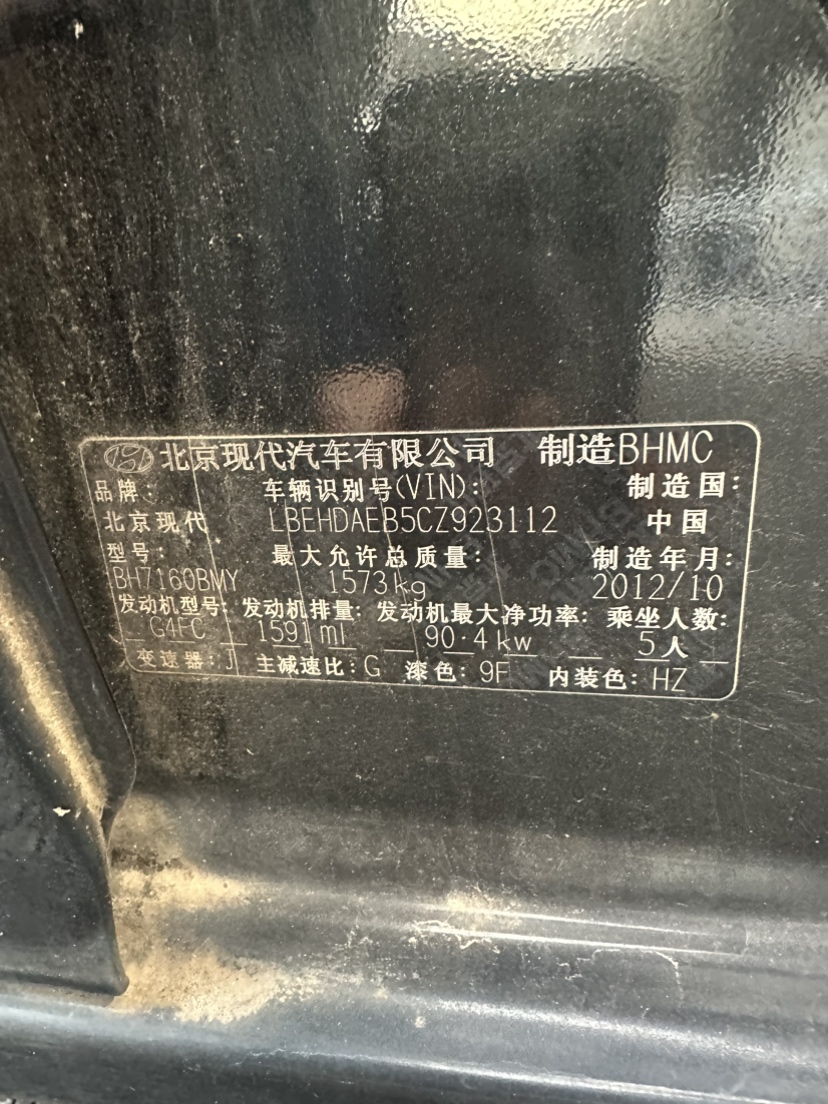 北京现代汽车有限公司 制造BHMC
品牌: 车辆识别号(VIN): 制造国:
北京现代 LBEHDAEB5CZ923112 中国
型号: 最大允许总质量: 制造年月:
BH7160BMY 1573kg 2012/10
发动机型号: 发动机排量: 发动机最大净功率: 乘坐人数:
G4FC 1591ml 90.4kw 5人
变速器: J 主减速比: G 漆色: 9F 内装色: HZ